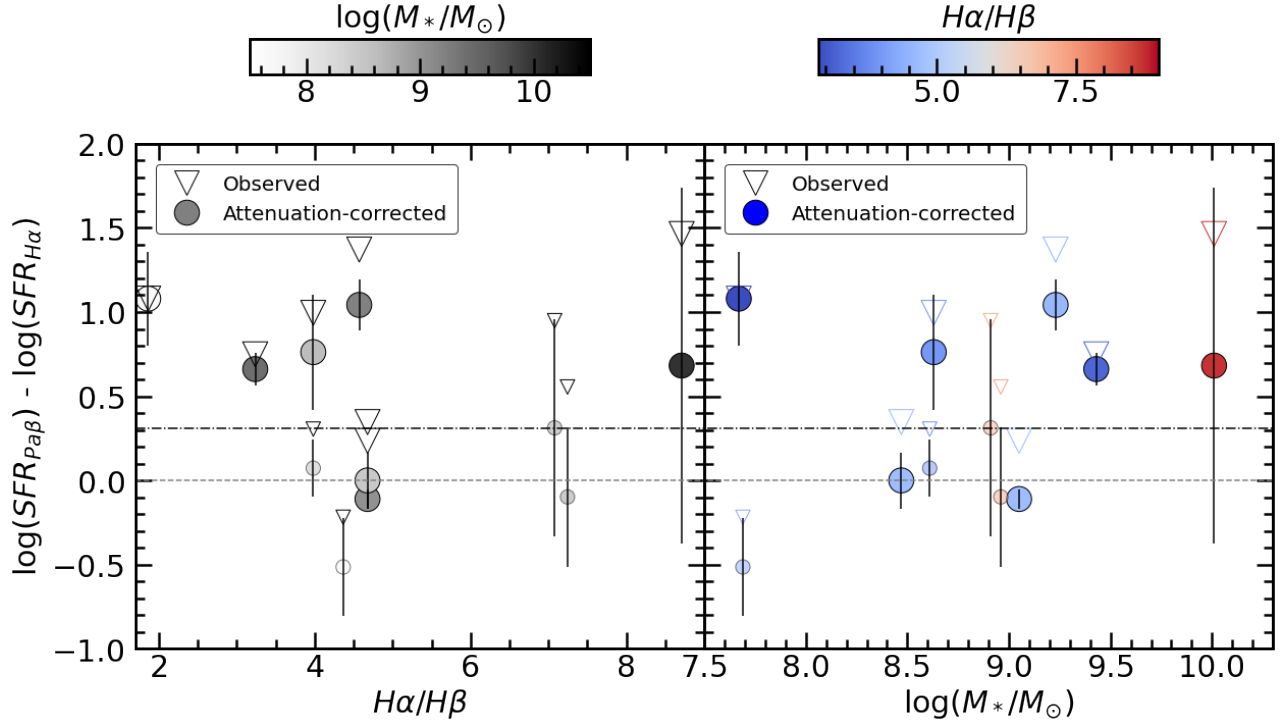 log(M*/M⊙)
Hα/Hβ
8 9 10
5.0 7.5
log(SFR_Paβ) - log(SFR_Hα)
2.0
1.5
1.0
0.5
0.0
−0.5
−1.0
Observed
Attenuation-corrected
Observed
Attenuation-corrected
2 4 6 8
7.5 8.0 8.5 9.0 9.5 10.0
Hα/Hβ
log(M*/M⊙)